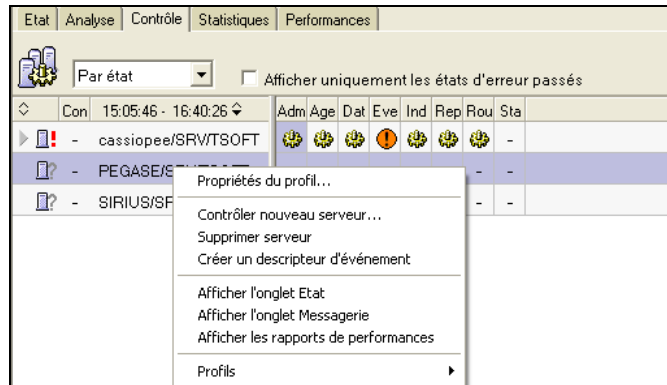 Etat Analyse Contrôle Statistiques Performances
Par état Afficher uniquement les états d'erreur passés
Con 15:05:46 - 16:40:26 Adm Age Dat Eve Ind Rep Rou Sta
- cassiopee/SRV/TSOFT -
- PEGASE/ - -
- SIRIUS/ - -
Propriétés du profil...
Contrôler nouveau serveur...
Supprimer serveur
Créer un descripteur d'événement
Afficher l'onglet Etat
Afficher l'onglet Messagerie
Afficher les rapports de performances
Profils